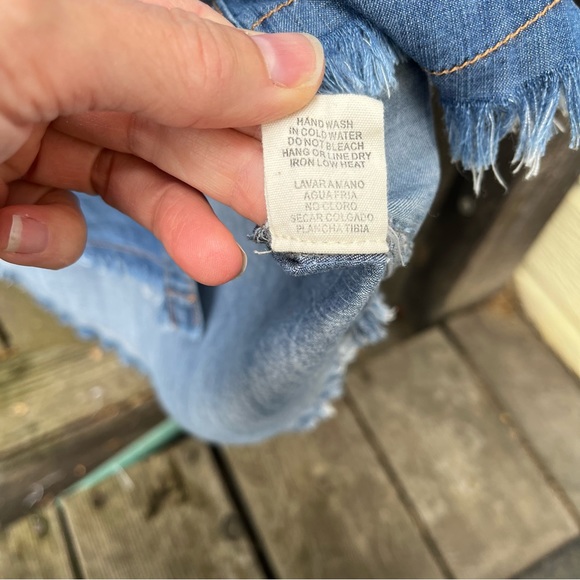 HAND WASH
IN COLD WATER
DO NOT BLEACH
HANG OR LINE DRY
IRON LOW HEAT
LAVAR A MANO
AGUA FRIA
NO CLORO
SECAR COLGADO
PLANCHA TIBIA